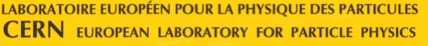 LABORATOIRE EUROPÉEN POUR LA PHYSIQUE DES PARTICULES
CERN EUROPEAN LABORATORY FOR PARTICLE PHYSICS